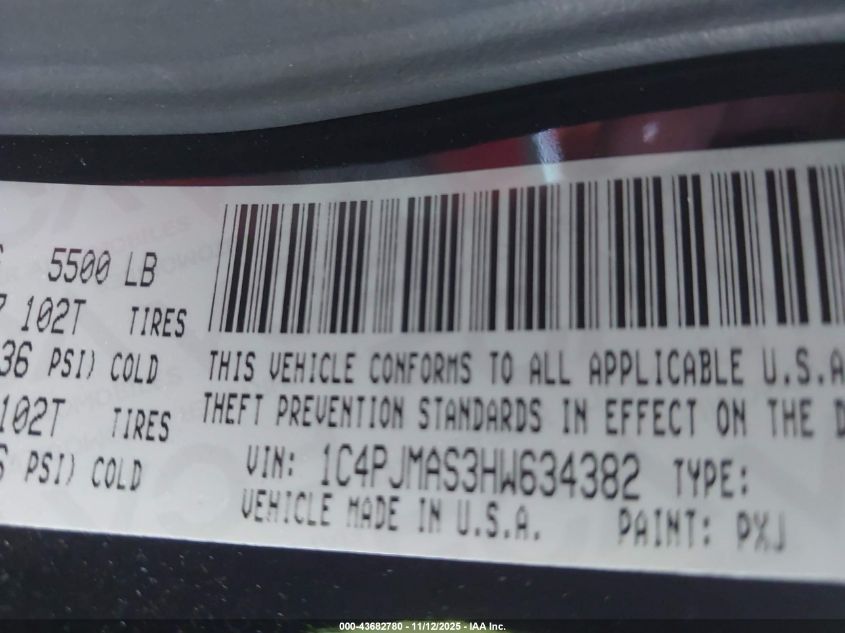 5500 LB
102T TIRES
36 PSI) COLD
102T TIRES
PSI) COLD
THIS VEHICLE CONFORMS TO ALL APPLICABLE U.S.A
THEFT PREVENTION STANDARDS IN EFFECT ON THE D
VIN: 1C4PJMAS3HW634382 TYPE:
VEHICLE MADE IN U.S.A. PAINT: PXJ
000-43682780 - 11/12/2025 - IAA Inc.